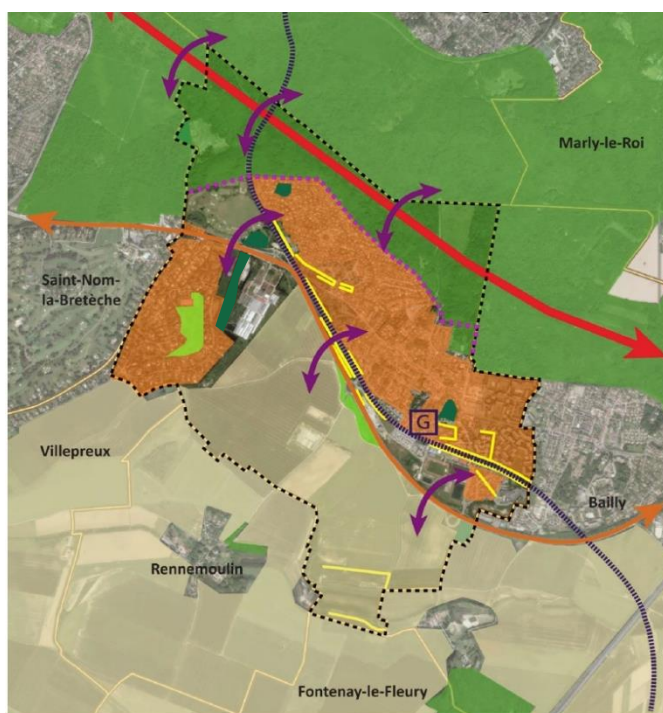 Marly-le-Roi
Saint-Nom-
la-Bretèche
Villepreux
G
Bailly
Rennemoulin
Fontenay-le-Fleury